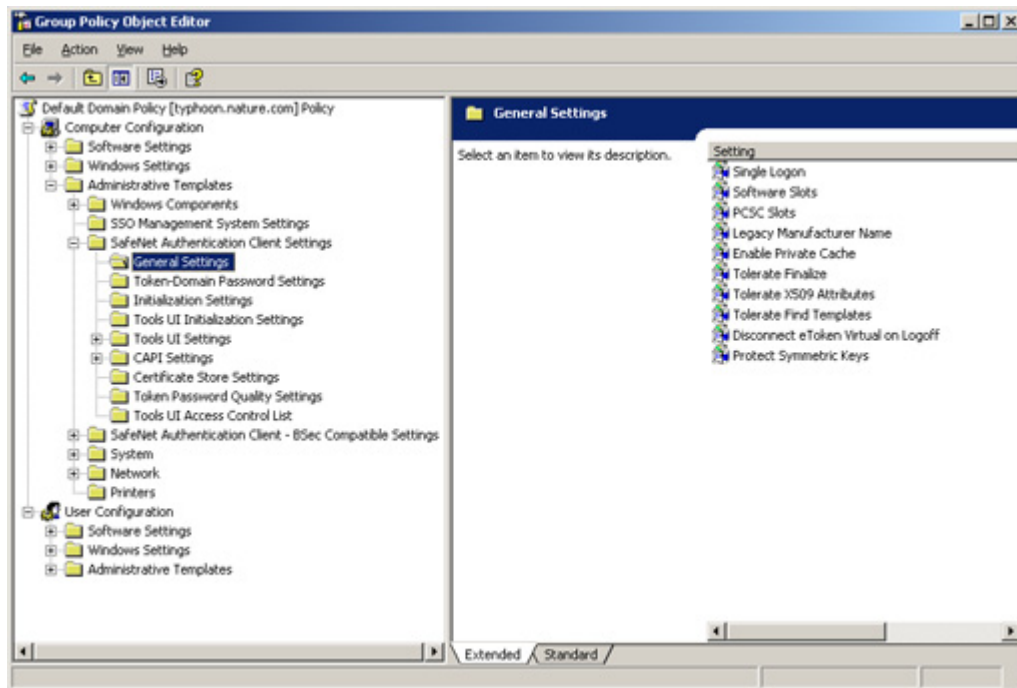 Group Policy Object Editor
File Action View Help
Default Domain Policy [typhoon.nature.com] Policy
Computer Configuration
Software Settings
Windows Settings
Administrative Templates
Windows Components
SSO Management System Settings
SafeNet Authentication Client Settings
General Settings
Token-Domain Password Settings
Initialization Settings
Tools UI Initialization Settings
Tools UI Settings
CAPI Settings
Certificate Store Settings
Token Password Quality Settings
Tools UI Access Control List
SafeNet Authentication Client - BSec Compatible Settings
System
Network
Printers
User Configuration
Software Settings
Windows Settings
Administrative Templates
General Settings
Select an item to view its description.
Setting
Single Logon
Software Slots
PCSC Slots
Legacy Manufacturer Name
Enable Private Cache
Tolerate Finalize
Tolerate X509 Attributes
Tolerate Find Templates
Disconnect eToken Virtual on Logoff
Protect Symmetric Keys
Extended Standard